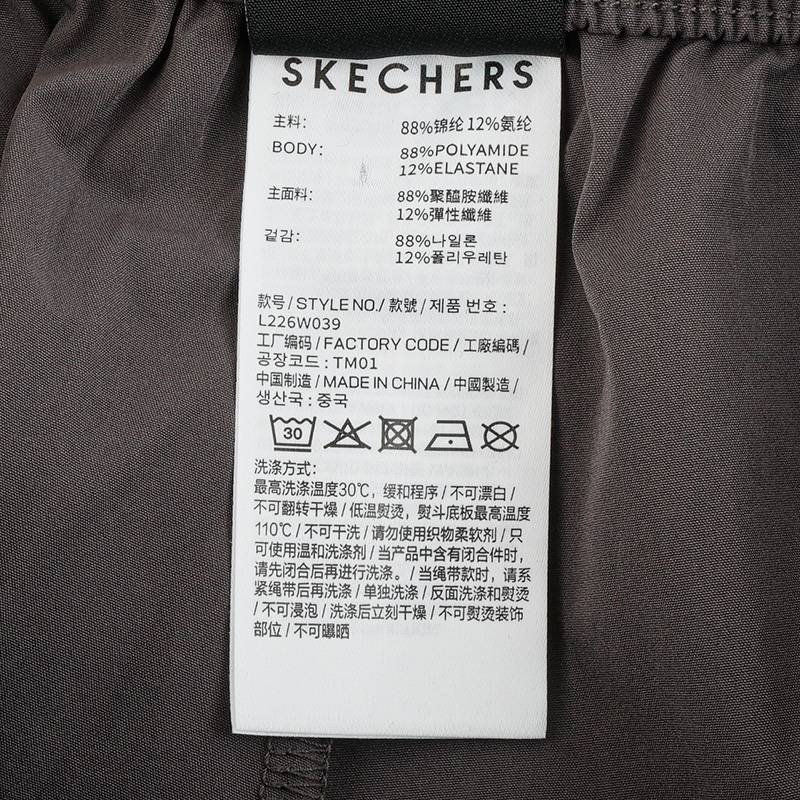 SKECHERS
主料： 88%锦纶 12%氨纶
BODY： 88%POLYAMIDE
12%ELASTANE
主面料： 88%聚醯胺纖維
12%彈性纖維
겉감： 88%나일론
12%폴리우레탄
款号 / STYLE NO./ 款號 / 제품 번호 :
L226W039
工厂编码 / FACTORY CODE / 工廠編碼 /
공장코드 : TM01
中国制造 / MADE IN CHINA / 中國製造 /
생산국 : 중국
30
洗涤方式：
最高洗涤温度30℃，缓和程序 / 不可漂白 /
不可翻转干燥 / 低温熨烫，熨斗底板最高温度
110℃ / 不可干洗 / 请勿使用织物柔软剂 / 只
可使用温和洗涤剂 / 当产品中含有闭合件时，
请先闭合后再进行洗涤。 / 当绳带款时，请系
紧绳带后再洗涤 / 单独洗涤 / 反面洗涤和熨烫
/ 不可浸泡 / 洗涤后立刻干燥 / 不可熨烫装饰
部位 / 不可曝晒